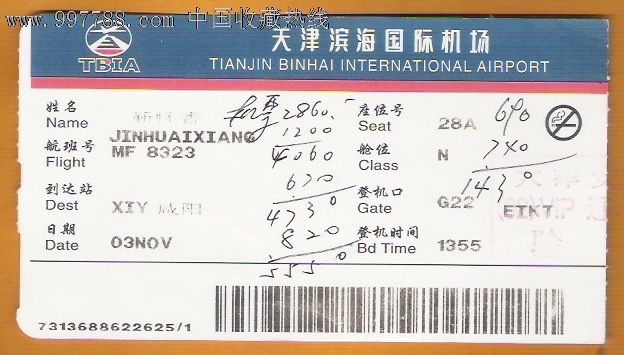 www.997788.com 中国收藏热线
天津滨海国际机场
TBIA
TIANJIN BINHAI INTERNATIONAL AIRPORT
姓名
Name
JINHUAIXIANG
航班号
Flight
MF 8323
到达站
Dest
XIY 咸阳
日期
Date
03NOV
2860.
1200
4060
670
4730
820
5550
座位号
Seat
28A
舱位
Class
N
登机口
Gate
G22
ETKT
登机时间
Bd Time
1355
690
740
1430
7313688622625/1